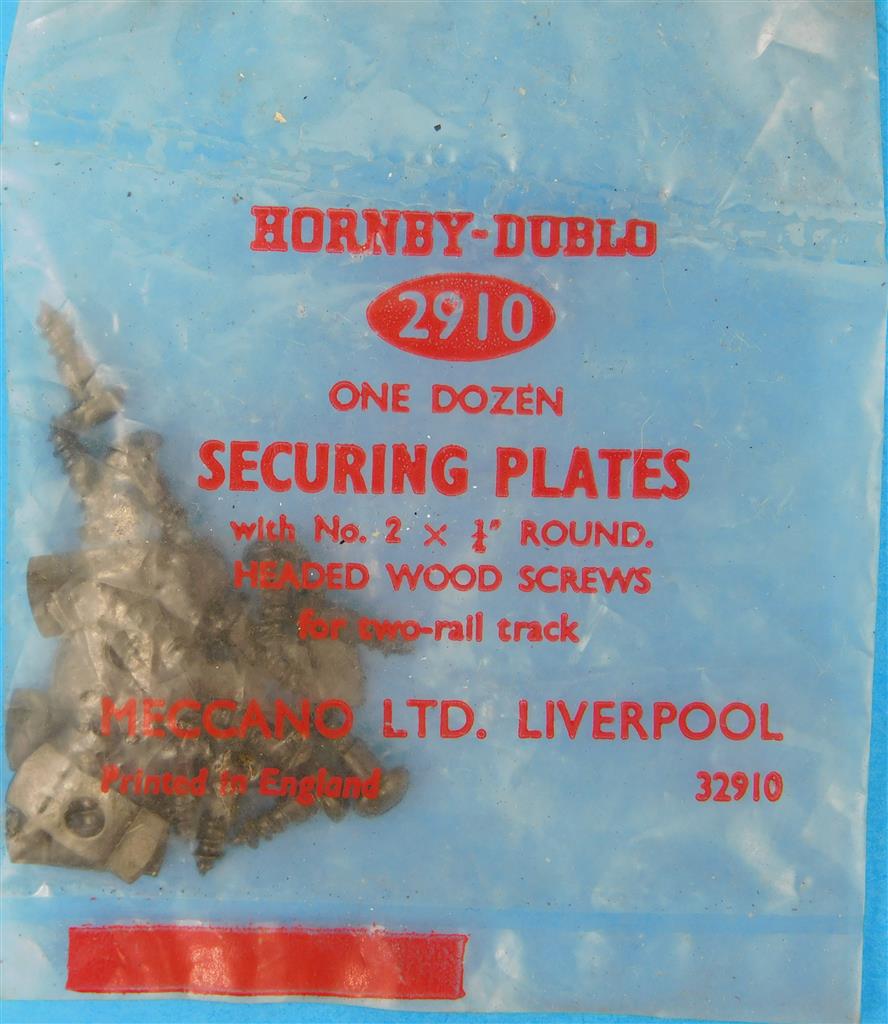 HORNBY-DUBLO
2910
ONE DOZEN
SECURING PLATES
with No. 2 × ¼" ROUND.
HEADED WOOD SCREWS
for two-rail track
MECCANO LTD. LIVERPOOL
Printed in England 32910